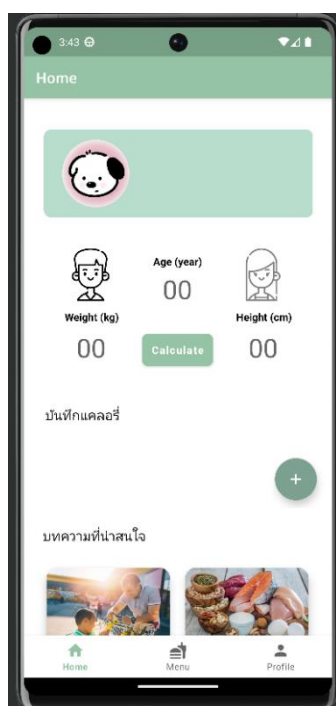 3:43
Home
Age (year)
00
Weight (kg)
Height (cm)
00
Calculate
00
บันทึกแคลอรี่
+
บทความที่น่าสนใจ
Home
Menu
Profile